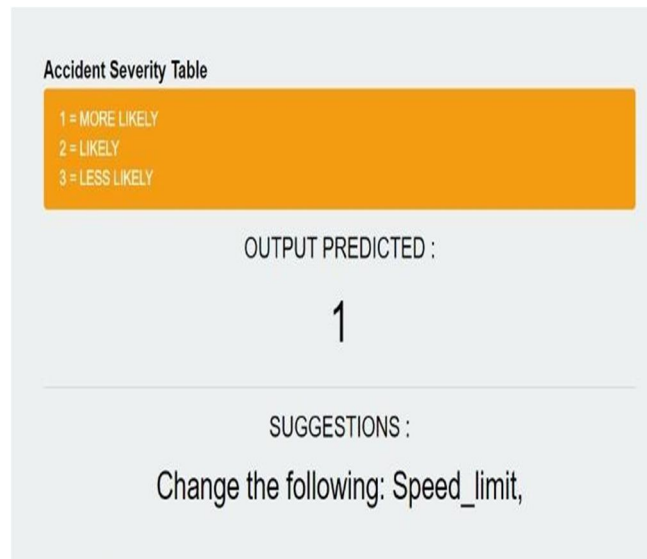 Accident Severity Table
1 = MORE LIKELY
2 = LIKELY
3 = LESS LIKELY
OUTPUT PREDICTED :
1
SUGGESTIONS :
Change the following: Speed_limit,